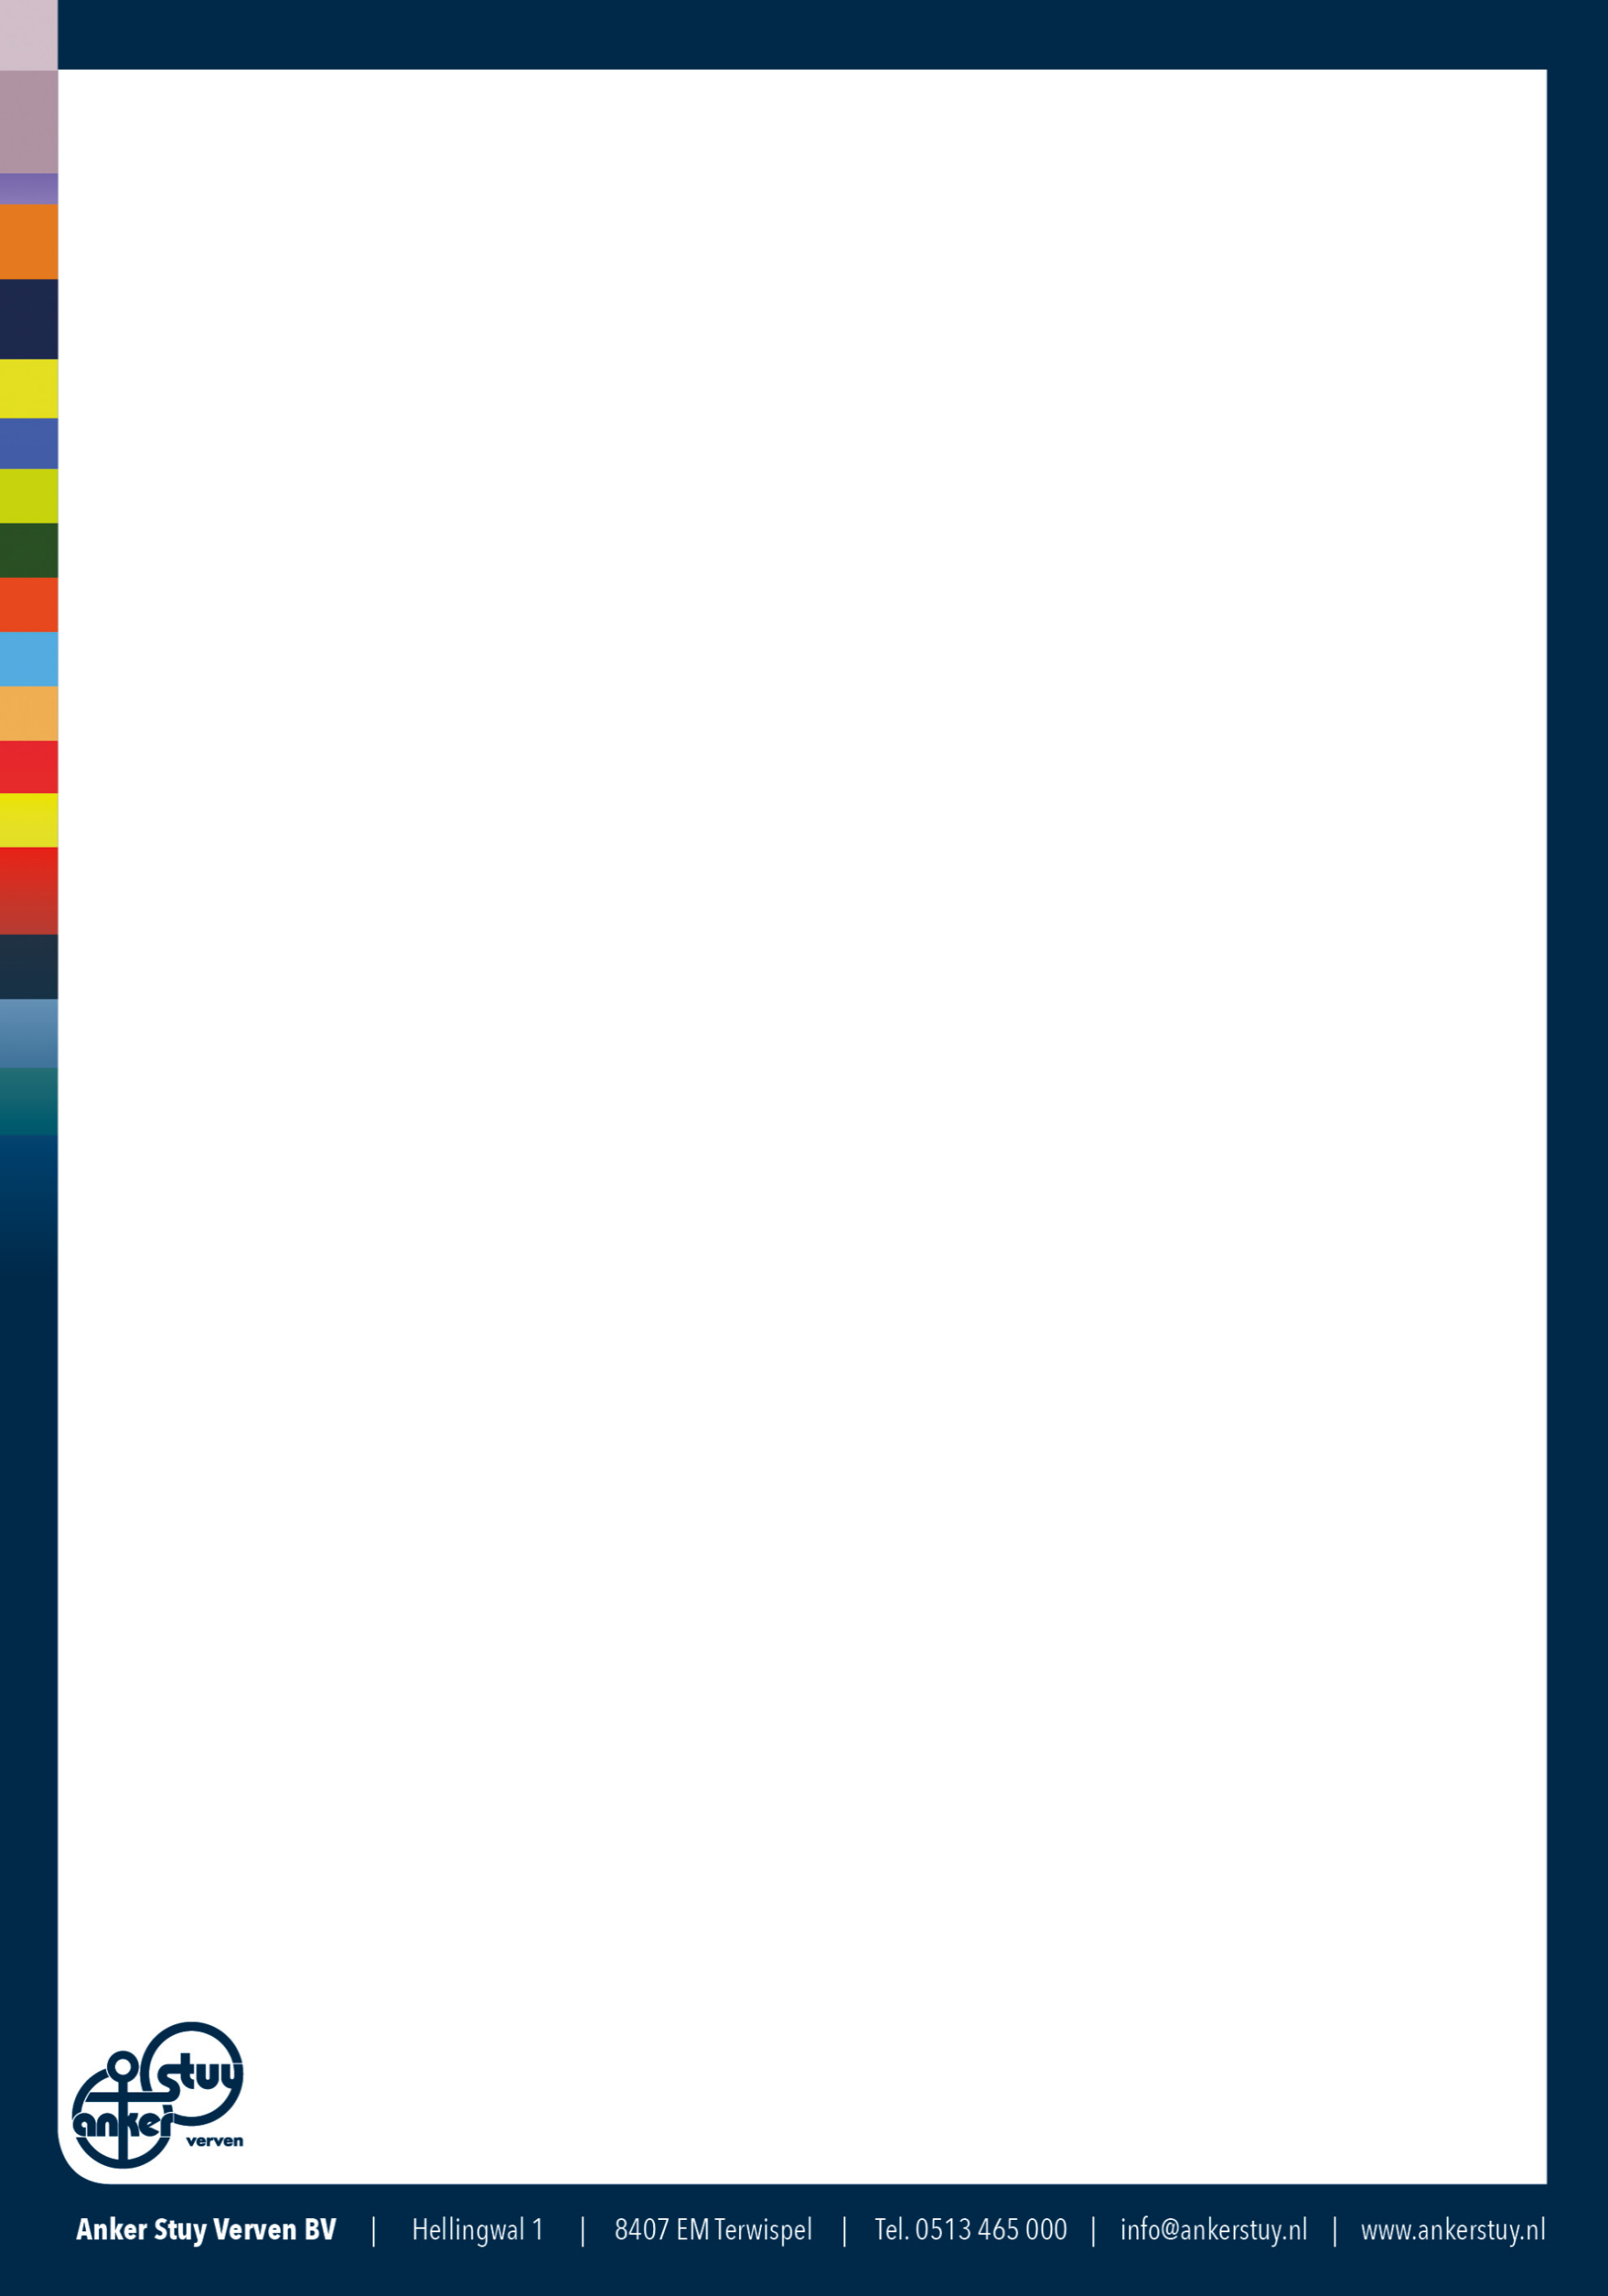 stuy
anker
verven
Anker Stuy Verven BV | Hellingwal 1 | 8407 EM Terwispel | Tel. 0513 465 000 | info@ankerstuy.nl | www.ankerstuy.nl